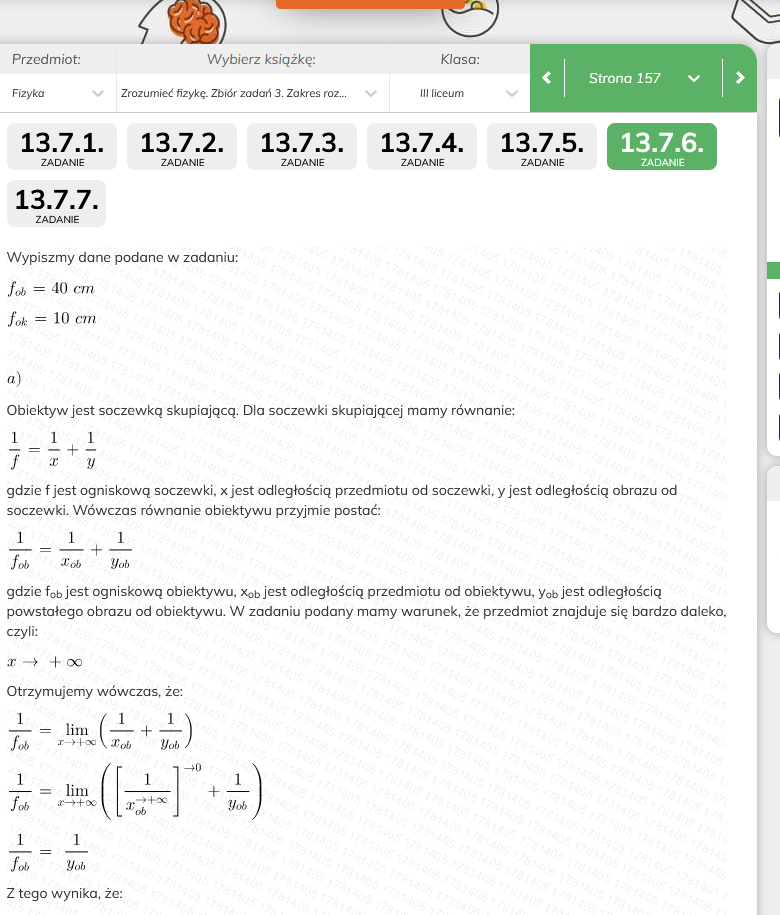 Przedmiot: Wybierz książkę: Klasa:
Fizyka Zrozumieć fizykę. Zbiór zadań 3. Zakres roz... III liceum Strona 157
13.7.1. 13.7.2. 13.7.3. 13.7.4. 13.7.5. 13.7.6.
ZADANIE ZADANIE ZADANIE ZADANIE ZADANIE ZADANIE
13.7.7.
ZADANIE
Wypiszmy dane podane w zadaniu:
f_{ob} = 40 cm
f_{ok} = 10 cm
a)
Obiektyw jest soczewką skupiającą. Dla soczewki skupiającej mamy równanie:
\frac{1}{f} = \frac{1}{x} + \frac{1}{y}
gdzie f jest ogniskową soczewki, x jest odległością przedmiotu od soczewki, y jest odległością obrazu od
soczewki. Wówczas równanie obiektywu przyjmie postać:
\frac{1}{f_{ob}} = \frac{1}{x_{ob}} + \frac{1}{y_{ob}}
gdzie f_{ob} jest ogniskową obiektywu, x_{ob} jest odległością przedmiotu od obiektywu, y_{ob} jest odległością
powstałego obrazu od obiektywu. W zadaniu podany mamy warunek, że przedmiot znajduje się bardzo daleko,
czyli:
x → +∞
Otrzymujemy wówczas, że:
\frac{1}{f_{ob}} = \lim_{x→+∞} \left( \frac{1}{x_{ob}} + \frac{1}{y_{ob}} \right)
\frac{1}{f_{ob}} = \lim_{x→+∞} \left( \left[ \frac{1}{x_{ob}^{→+∞}} \right]^{→0} + \frac{1}{y_{ob}} \right)
\frac{1}{f_{ob}} = \frac{1}{y_{ob}}
Z tego wynika, że: